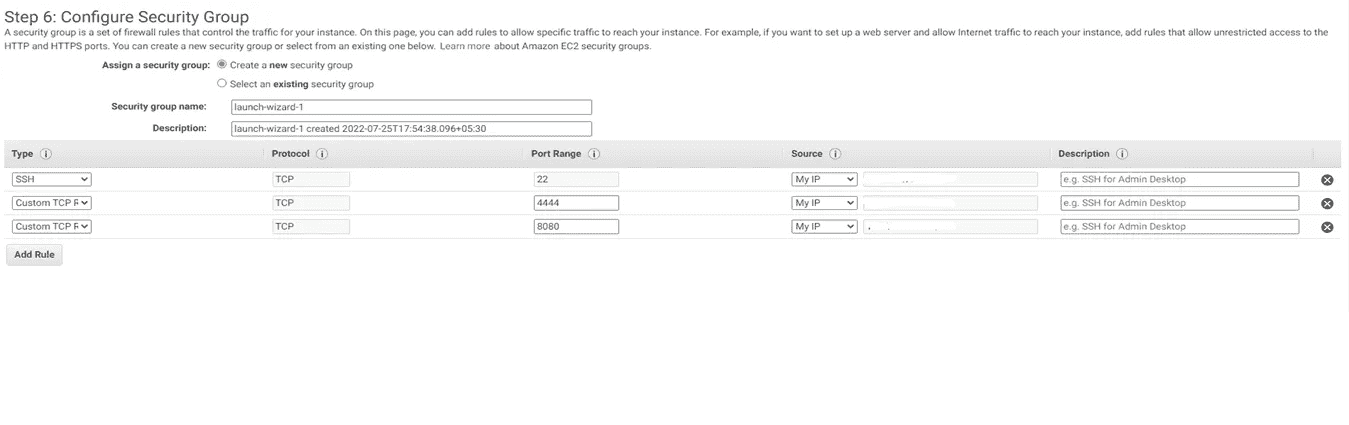 Step 6: Configure Security Group
A security group is a set of firewall rules that control the traffic for your instance. On this page, you can add rules to allow specific traffic to reach your instance. For example, if you want to set up a web server and allow Internet traffic to reach your instance, add rules that allow unrestricted access to the
HTTP and HTTPS ports. You can create a new security group or select from an existing one below. Learn more about Amazon EC2 security groups.
Assign a security group: Create a new security group
Select an existing security group
Security group name: launch-wizard-1
Description: launch-wizard-1 created 2022-07-25T17:54:38.096+05:30
Type Protocol Port Range Source Description
SSH TCP 22 My IP e.g. SSH for Admin Desktop
Custom TCP R TCP 4444 My IP e.g. SSH for Admin Desktop
Custom TCP R TCP 8080 My IP e.g. SSH for Admin Desktop
Add Rule